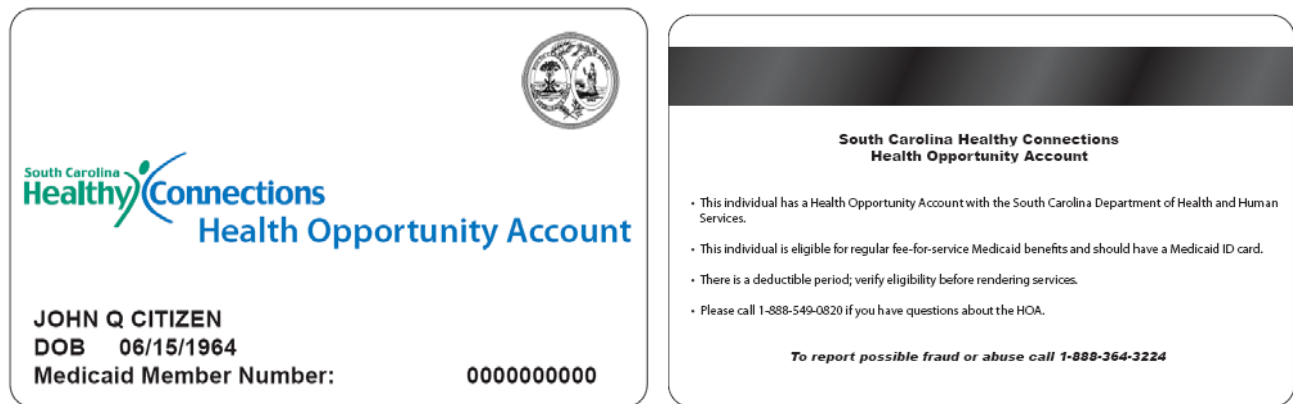 South Carolina
Healthy Connections
Health Opportunity Account
JOHN Q CITIZEN
DOB 06/15/1964
Medicaid Member Number: 0000000000
South Carolina Healthy Connections
Health Opportunity Account
• This individual has a Health Opportunity Account with the South Carolina Department of Health and Human
Services.
• This individual is eligible for regular fee-for-service Medicaid benefits and should have a Medicaid ID card.
• There is a deductible period; verify eligibility before rendering services.
• Please call 1-888-549-0820 if you have questions about the HOA.
To report possible fraud or abuse call 1-888-364-3224